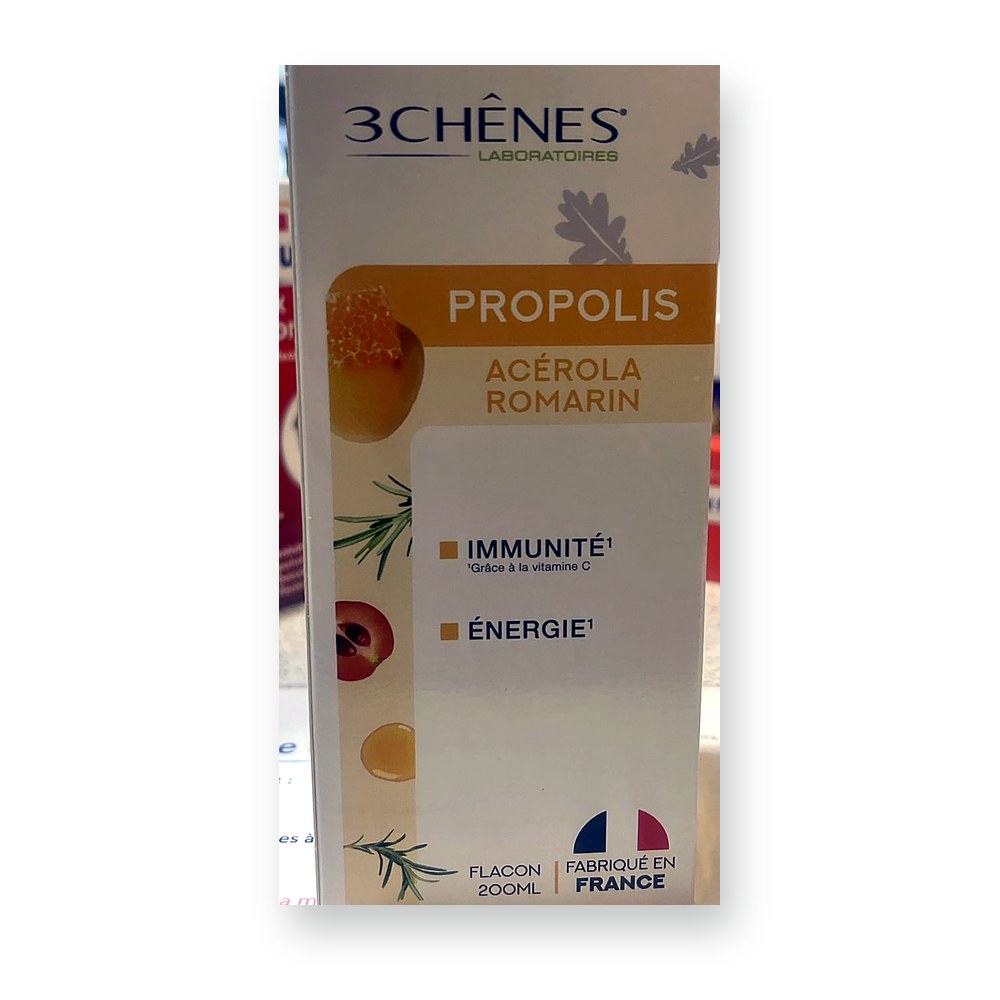 3CHÊNES®
LABORATOIRES
PROPOLIS
ACÉROLA
ROMARIN
IMMUNITÉ¹
¹Grâce à la vitamine C
ÉNERGIE¹
FLACON
200ML
FABRIQUÉ EN
FRANCE